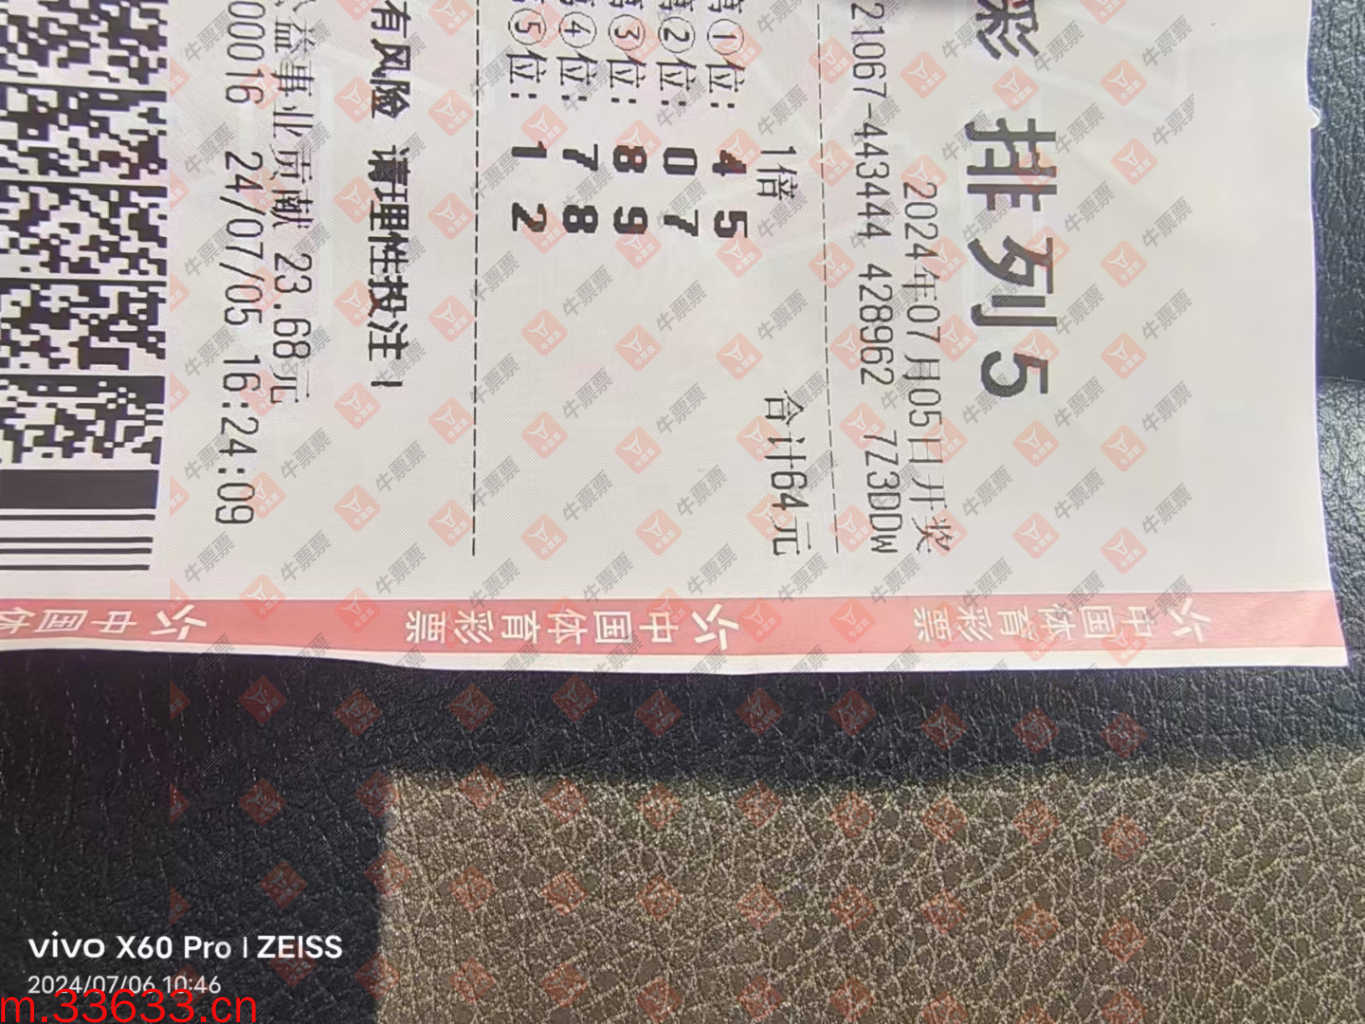 彩 排列5
2024年07月05日开奖
21067-443444 428962 7Z3DDW
1倍 合计64元
①位: 4 5
②位: 0 7
③位: 8 9
④位: 7 8
⑤位: 1 2
有风险 请理性投注!
益事业贡献 23.68元
000016 24/07/05 16:24:09
中国体育彩票
中国体育彩票
中国体
牛票票
vivo X60 Pro | ZEISS
2024/07/06 10:46
m.33633.cn